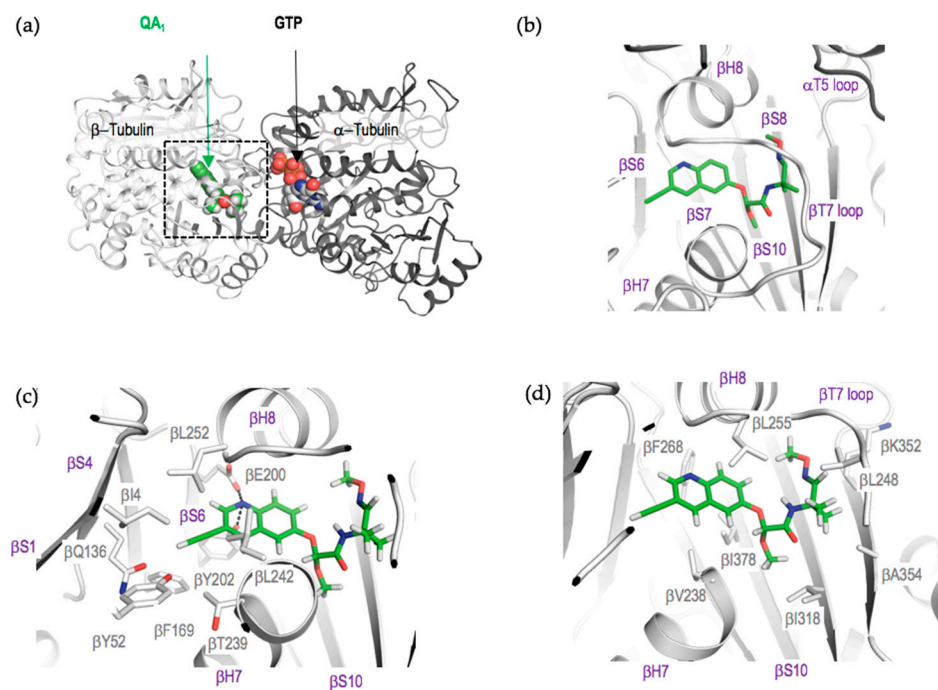 (a)
QA₁
GTP
β–Tubulin
α–Tubulin
(b)
βH8
αT5 loop
βS8
βS6
βS7
βT7 loop
βS10
βH7
(c)
βH8
βL252
βS4
βE200
βI4
βS6
βS1
βQ136
βY202
βL242
βY52
βF169
βT239
βH7
βS10
(d)
βH8
βT7 loop
βL255
βF268
βK352
βL248
βI378
βA354
βV238
βI318
βH7
βS10